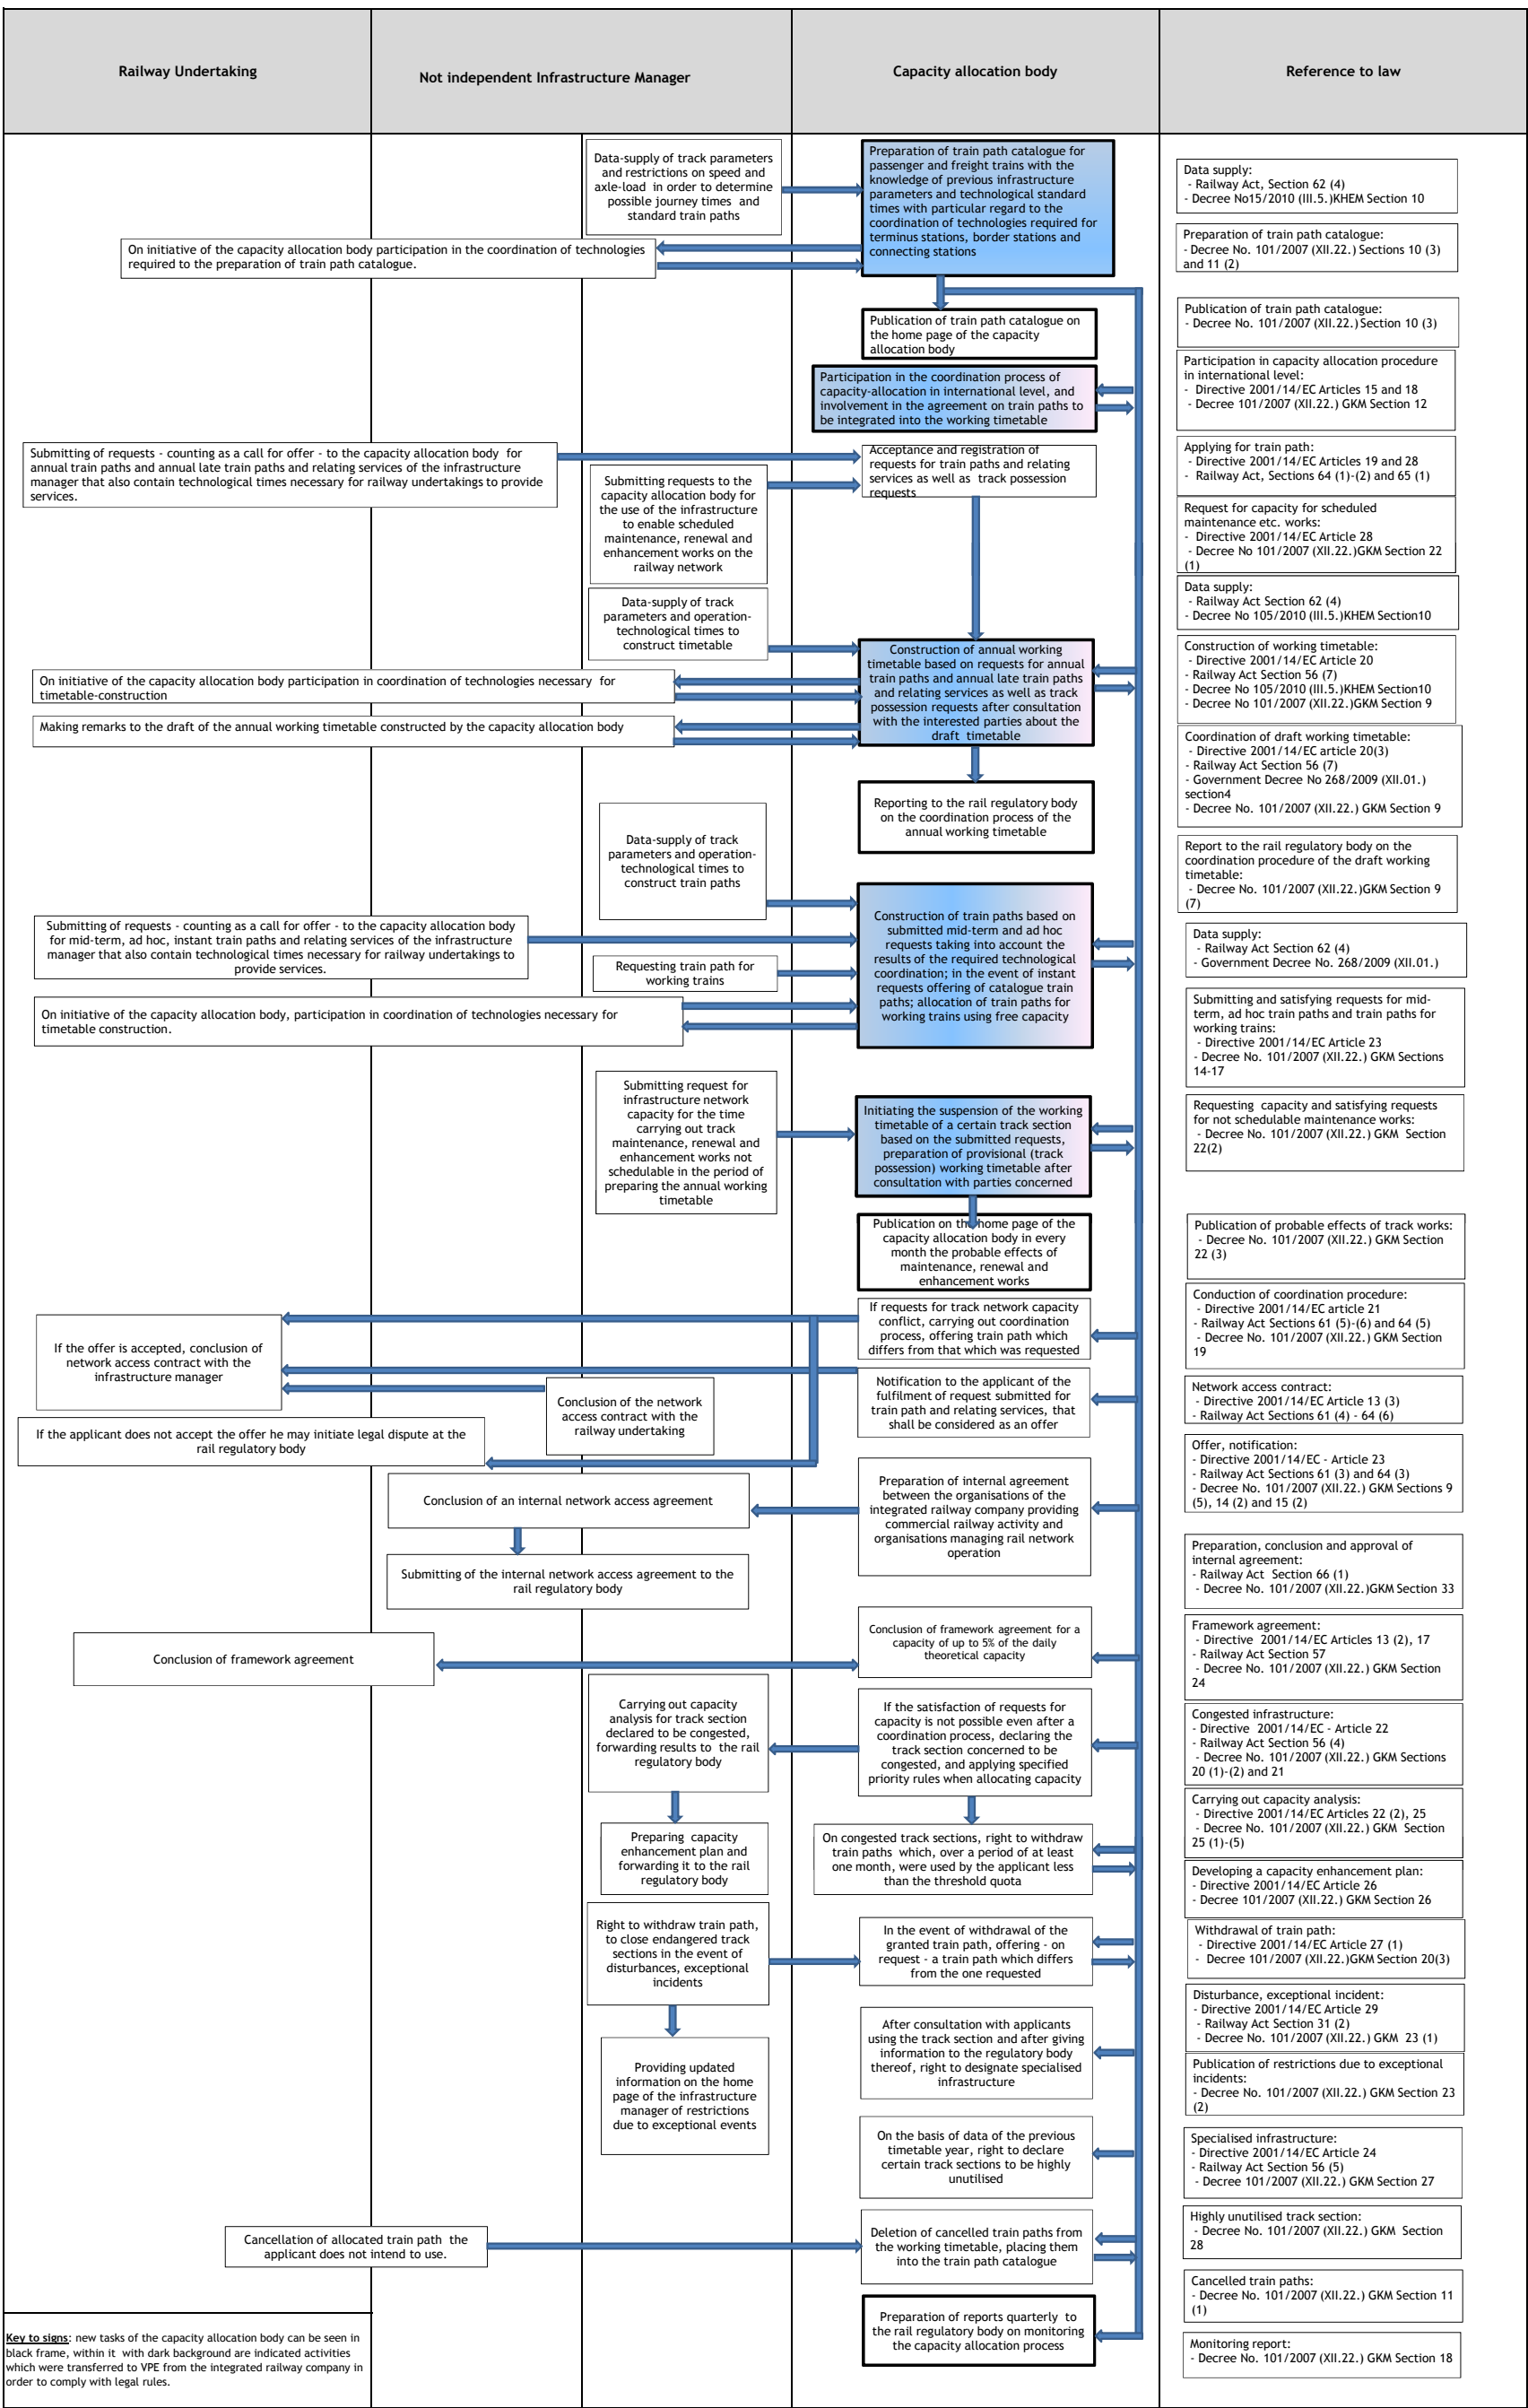 Railway Undertaking
Not independent Infrastructure Manager
Capacity allocation body
Reference to law
Data-supply of track parameters
and restrictions on speed and
axle-load in order to determine
possible journey times and
standard train paths
Preparation of train path catalogue for
passenger and freight trains with the
knowledge of previous infrastructure
parameters and technological standard
times with particular regard to the
coordination of technologies required for
terminus stations, border stations and
connecting stations
Data supply:
- Railway Act, Section 62 (4)
- Decree No15/2010 (III.5.)KHEM Section 10
On initiative of the capacity allocation body participation in the coordination of technologies
required to the preparation of train path catalogue.
Preparation of train path catalogue:
- Decree No. 101/2007 (XII.22.) Sections 10 (3)
and 11 (2)
Publication of train path catalogue on
the home page of the capacity
allocation body
Publication of train path catalogue:
- Decree No. 101/2007 (XII.22.) Section 10 (3)
Participation in the coordination process of
capacity-allocation in international level, and
involvement in the agreement on train paths to
be integrated into the working timetable
Participation in capacity allocation procedure
in international level:
- Directive 2001/14/EC Articles 15 and 18
- Decree 101/2007 (XII.22.) GKM Section 12
Submitting of requests - counting as a call for offer - to the capacity allocation body for
annual train paths and annual late train paths and relating services of the infrastructure
manager that also contain technological times necessary for railway undertakings to provide
services.
Submitting requests to the
capacity allocation body for
the use of the infrastructure
to enable scheduled
maintenance, renewal and
enhancement works on the
railway network
Acceptance and registration of
requests for train paths and relating
services as well as track possession
requests
Applying for train path:
- Directive 2001/14/EC Articles 19 and 28
- Railway Act, Sections 64 (1)-(2) and 65 (1)
Request for capacity for scheduled
maintenance etc. works:
- Directive 2001/14/EC Article 28
- Decree No 101/2007 (XII.22.)GKM Section 22
(1)
Data-supply of track
parameters and operation-
technological times to
construct timetable
Data supply:
- Railway Act Section 62 (4)
- Decree No 105/2010 (III.5.)KHEM Section10
On initiative of the capacity allocation body participation in coordination of technologies necessary for
timetable-construction
Making remarks to the draft of the annual working timetable constructed by the capacity allocation body
Construction of annual working
timetable based on requests for annual
train paths and annual late train paths
and relating services as well as track
possession requests after consultation
with the interested parties about the
draft timetable
Construction of working timetable:
- Directive 2001/14/EC Article 20
- Railway Act Section 56 (7)
- Decree No 105/2010 (III.5.)KHEM Section10
- Decree No 101/2007 (XII.22.)GKM Section 9
Coordination of draft working timetable:
- Directive 2001/14/EC article 20(3)
- Railway Act Section 56 (7)
- Government Decree No 268/2009 (XII.01.)
section4
- Decree No. 101/2007 (XII.22.) GKM Section 9
Reporting to the rail regulatory body
on the coordination process of the
annual working timetable
Data-supply of track
parameters and operation-
technological times to
construct train paths
Report to the rail regulatory body on the
coordination procedure of the draft working
timetable:
- Decree No. 101/2007 (XII.22.)GKM Section 9
(7)
Submitting of requests - counting as a call for offer - to the capacity allocation body
for mid-term, ad hoc, instant train paths and relating services of the infrastructure
manager that also contain technological times necessary for railway undertakings to
provide services.
Requesting train path for
working trains
Construction of train paths based on
submitted mid-term and ad hoc
requests taking into account the
results of the required technological
coordination; in the event of instant
requests offering of catalogue train
paths; allocation of train paths for
working trains using free capacity
Data supply:
- Railway Act Section 62 (4)
- Government Decree No. 268/2009 (XII.01.)
On initiative of the capacity allocation body, participation in coordination of technologies necessary for
timetable construction.
Submitting and satisfying requests for mid-
term, ad hoc train paths and train paths for
working trains:
- Directive 2001/14/EC Article 23
- Decree No. 101/2007 (XII.22.) GKM Sections
14-17
Submitting request for
infrastructure network
capacity for the time
carrying out track
maintenance, renewal and
enhancement works not
schedulable in the period of
preparing the annual working
timetable
Initiating the suspension of the working
timetable of a certain track section
based on the submitted requests,
preparation of provisional (track
possession) working timetable after
consultation with parties concerned
Requesting capacity and satisfying requests
for not schedulable maintenance works:
- Decree No. 101/2007 (XII.22.) GKM Section
22(2)
Publication on the home page of the
capacity allocation body in every
month the probable effects of
maintenance, renewal and
enhancement works
Publication of probable effects of track works:
- Decree No. 101/2007 (XII.22.) GKM Section
22 (3)
If the offer is accepted, conclusion of
network access contract with the
infrastructure manager
If requests for track network capacity
conflict, carrying out coordination
process, offering train path which
differs from that which was requested
Conduction of coordination procedure:
- Directive 2001/14/EC article 21
- Railway Act Sections 61 (5)-(6) and 64 (5)
- Decree No. 101/2007 (XII.22.) GKM Section
19
Conclusion of the network
access contract with the
railway undertaking
Notification to the applicant of the
fulfilment of request submitted for
train path and relating services, that
shall be considered as an offer
Network access contract:
- Directive 2001/14/EC Article 13 (3)
- Railway Act Sections 61 (4) - 64 (6)
If the applicant does not accept the offer he may initiate legal dispute at the
rail regulatory body
Offer, notification:
- Directive 2001/14/EC - Article 23
- Railway Act Sections 61 (3) and 64 (3)
- Decree No. 101/2007 (XII.22.) GKM Sections 9
(5), 14 (2) and 15 (2)
Conclusion of an internal network access agreement
Preparation of internal agreement
between the organisations of the
integrated railway company providing
commercial railway activity and
organisations managing rail network
operation
Submitting of the internal network access agreement to the
rail regulatory body
Preparation, conclusion and approval of
internal agreement:
- Railway Act Section 66 (1)
- Decree No. 101/2007 (XII.22.)GKM Section 33
Conclusion of framework agreement
Conclusion of framework agreement for a
capacity of up to 5% of the daily
theoretical capacity
Framework agreement:
- Directive 2001/14/EC Articles 13 (2), 17
- Railway Act Section 57
- Decree No. 101/2007 (XII.22.) GKM Section
24
Carrying out capacity
analysis for track section
declared to be congested,
forwarding results to the rail
regulatory body
If the satisfaction of requests for
capacity is not possible even after a
coordination process, declaring the
track section concerned to be
congested, and applying specified
priority rules when allocating capacity
Congested infrastructure:
- Directive 2001/14/EC - Article 22
- Railway Act Section 56 (4)
- Decree No. 101/2007 (XII.22.) GKM Sections
20 (1)-(2) and 21
Carrying out capacity analysis:
- Directive 2001/14/EC Articles 22 (2), 25
- Decree No. 101/2007 (XII.22.) GKM Section
25 (1)-(5)
Preparing capacity
enhancement plan and
forwarding it to the rail
regulatory body
On congested track sections, right to withdraw
train paths which, over a period of at least
one month, were used by the applicant less
than the threshold quota
Developing a capacity enhancement plan:
- Directive 2001/14/EC Article 26
- Decree 101/2007 (XII.22.) GKM Section 26
Right to withdraw train path,
to close endangered track
sections in the event of
disturbances, exceptional
incidents
In the event of withdrawal of the
granted train path, offering - on
request - a train path which differs
from the one requested
Withdrawal of train path:
- Directive 2001/14/EC Article 27 (1)
- Decree 101/2007 (XII.22.)GKM Section 20(3)
Disturbance, exceptional incident:
- Directive 2001/14/EC Article 29
- Railway Act Section 31 (2)
- Decree No. 101/2007 (XII.22.) GKM 23 (1)
Providing updated
information on the home
page of the infrastructure
manager of restrictions
due to exceptional events
After consultation with applicants
using the track section and after giving
information to the regulatory body
thereof, right to designate specialised
infrastructure
Publication of restrictions due to exceptional
incidents:
- Decree No. 101/2007 (XII.22.) GKM Section 23
(2)
On the basis of data of the previous
timetable year, right to declare
certain track sections to be highly
unutilised
Specialised infrastructure:
- Directive 2001/14/EC Article 24
- Railway Act Section 56 (5)
- Decree 101/2007 (XII.22.) GKM Section 27
Cancellation of allocated train path the
applicant does not intend to use.
Deletion of cancelled train paths from
the working timetable, placing them
into the train path catalogue
Highly unutilised track section:
- Decree No. 101/2007 (XII.22.) GKM Section
28
Cancelled train paths:
- Decree No. 101/2007 (XII.22.) GKM Section 11
(1)
Preparation of reports quarterly to
the rail regulatory body on monitoring
the capacity allocation process
Monitoring report:
- Decree No. 101/2007 (XII.22.) GKM Section 18
Key to signs: new tasks of the capacity allocation body can be seen in
black frame, within it with dark background are indicated activities
which were transferred to VPE from the integrated railway company in
order to comply with legal rules.